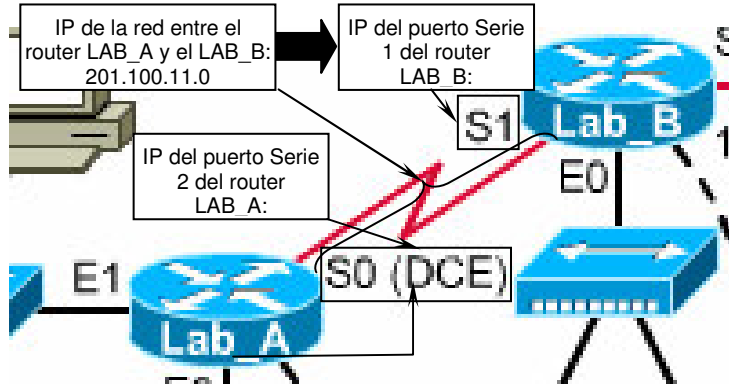 IP de la red entre el
router LAB_A y el LAB_B:
201.100.11.0
IP del puerto Serie
1 del router
LAB_B:
S1
Lab_B
IP del puerto Serie
2 del router
LAB_A:
E0
E1
S0 (DCE)
Lab_A